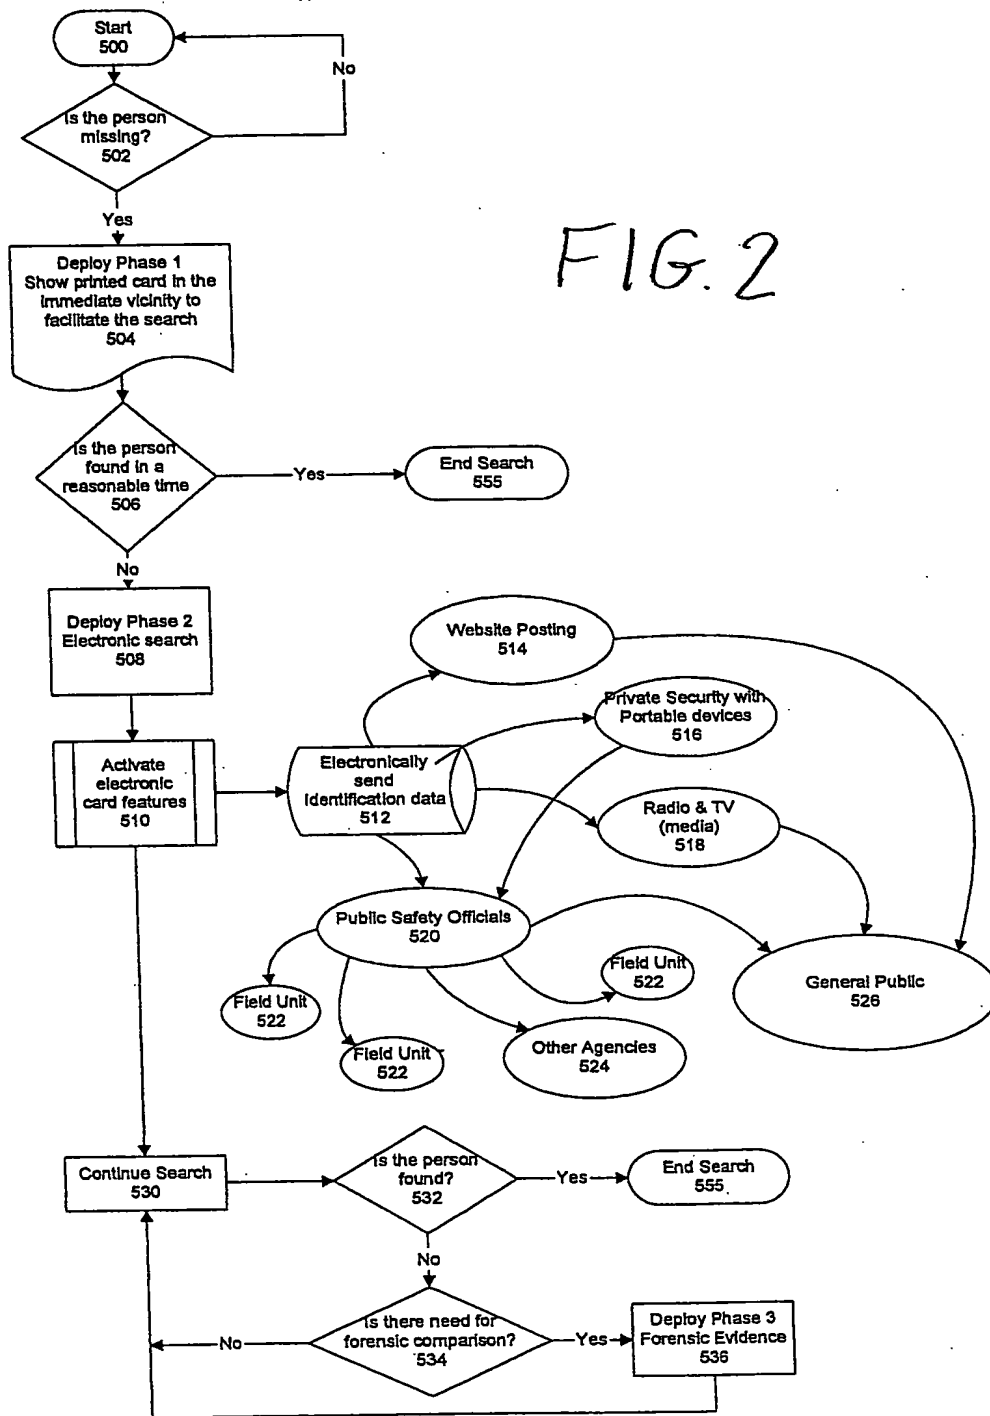 Start
500
No
Is the person
missing?
502
Yes
Deploy Phase 1
Show printed card in the
immediate vicinity to
facilitate the search
504
FIG. 2
Is the person
found in a
reasonable time
506
Yes
End Search
555
No
Deploy Phase 2
Electronic search
508
Website Posting
514
Private Security with
Portable devices
516
Activate
electronic
card features
510
Electronically
send
identification data
512
Radio & TV
(media)
518
Public Safety Officials
520
Field Unit
522
General Public
526
Field Unit
522
Field Unit
522
Other Agencies
524
Continue Search
530
Is the person
found?
532
Yes
End Search
555
No
Is there need for
forensic comparison?
534
No
Yes
Deploy Phase 3
Forensic Evidence
536